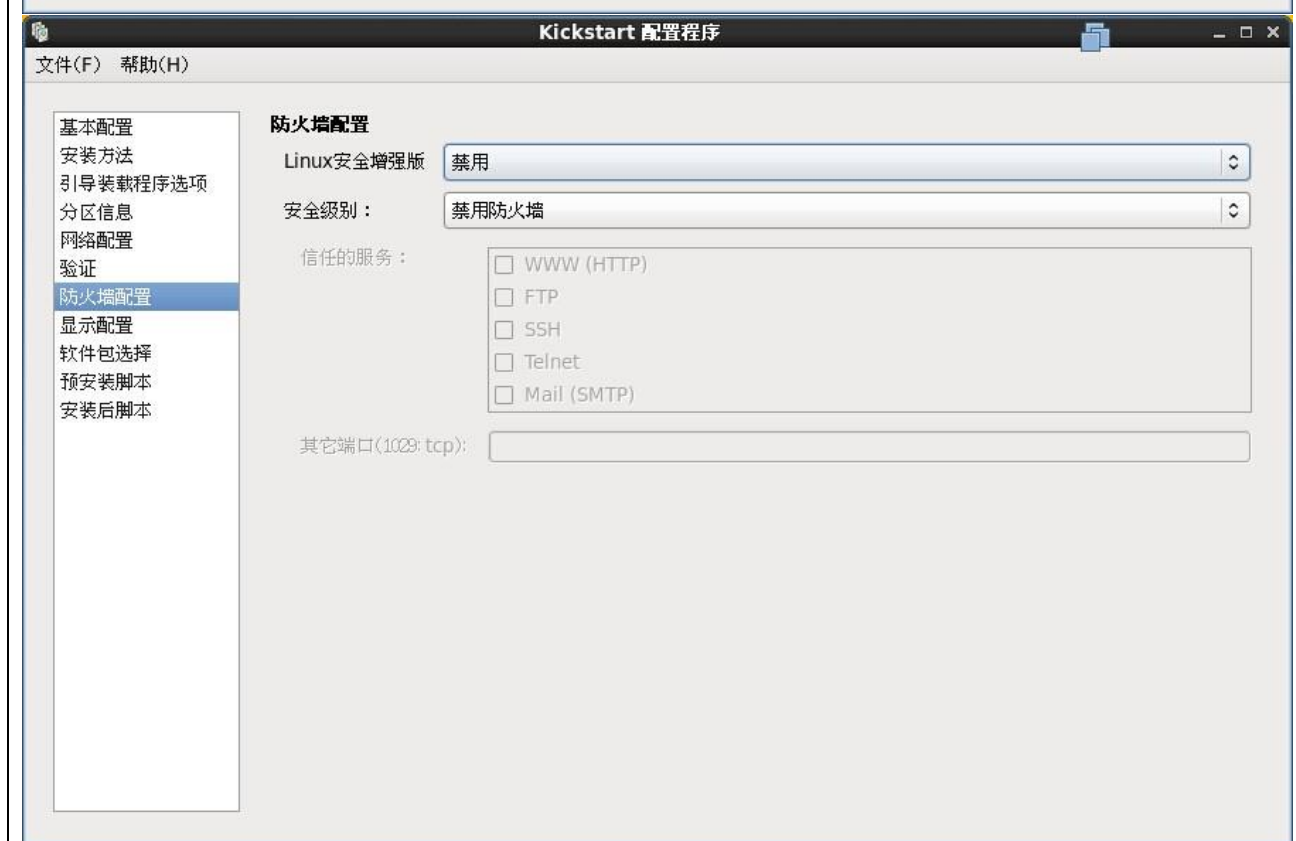 Kickstart 配置程序
文件(F) 帮助(H)
基本配置
安装方法
引导装载程序选项
分区信息
网络配置
验证
防火墙配置
显示配置
软件包选择
预安装脚本
安装后脚本
防火墙配置
Linux安全增强版 禁用
安全级别： 禁用防火墙
信任的服务：
WWW (HTTP)
FTP
SSH
Telnet
Mail (SMTP)
其它端口(1029:tcp):